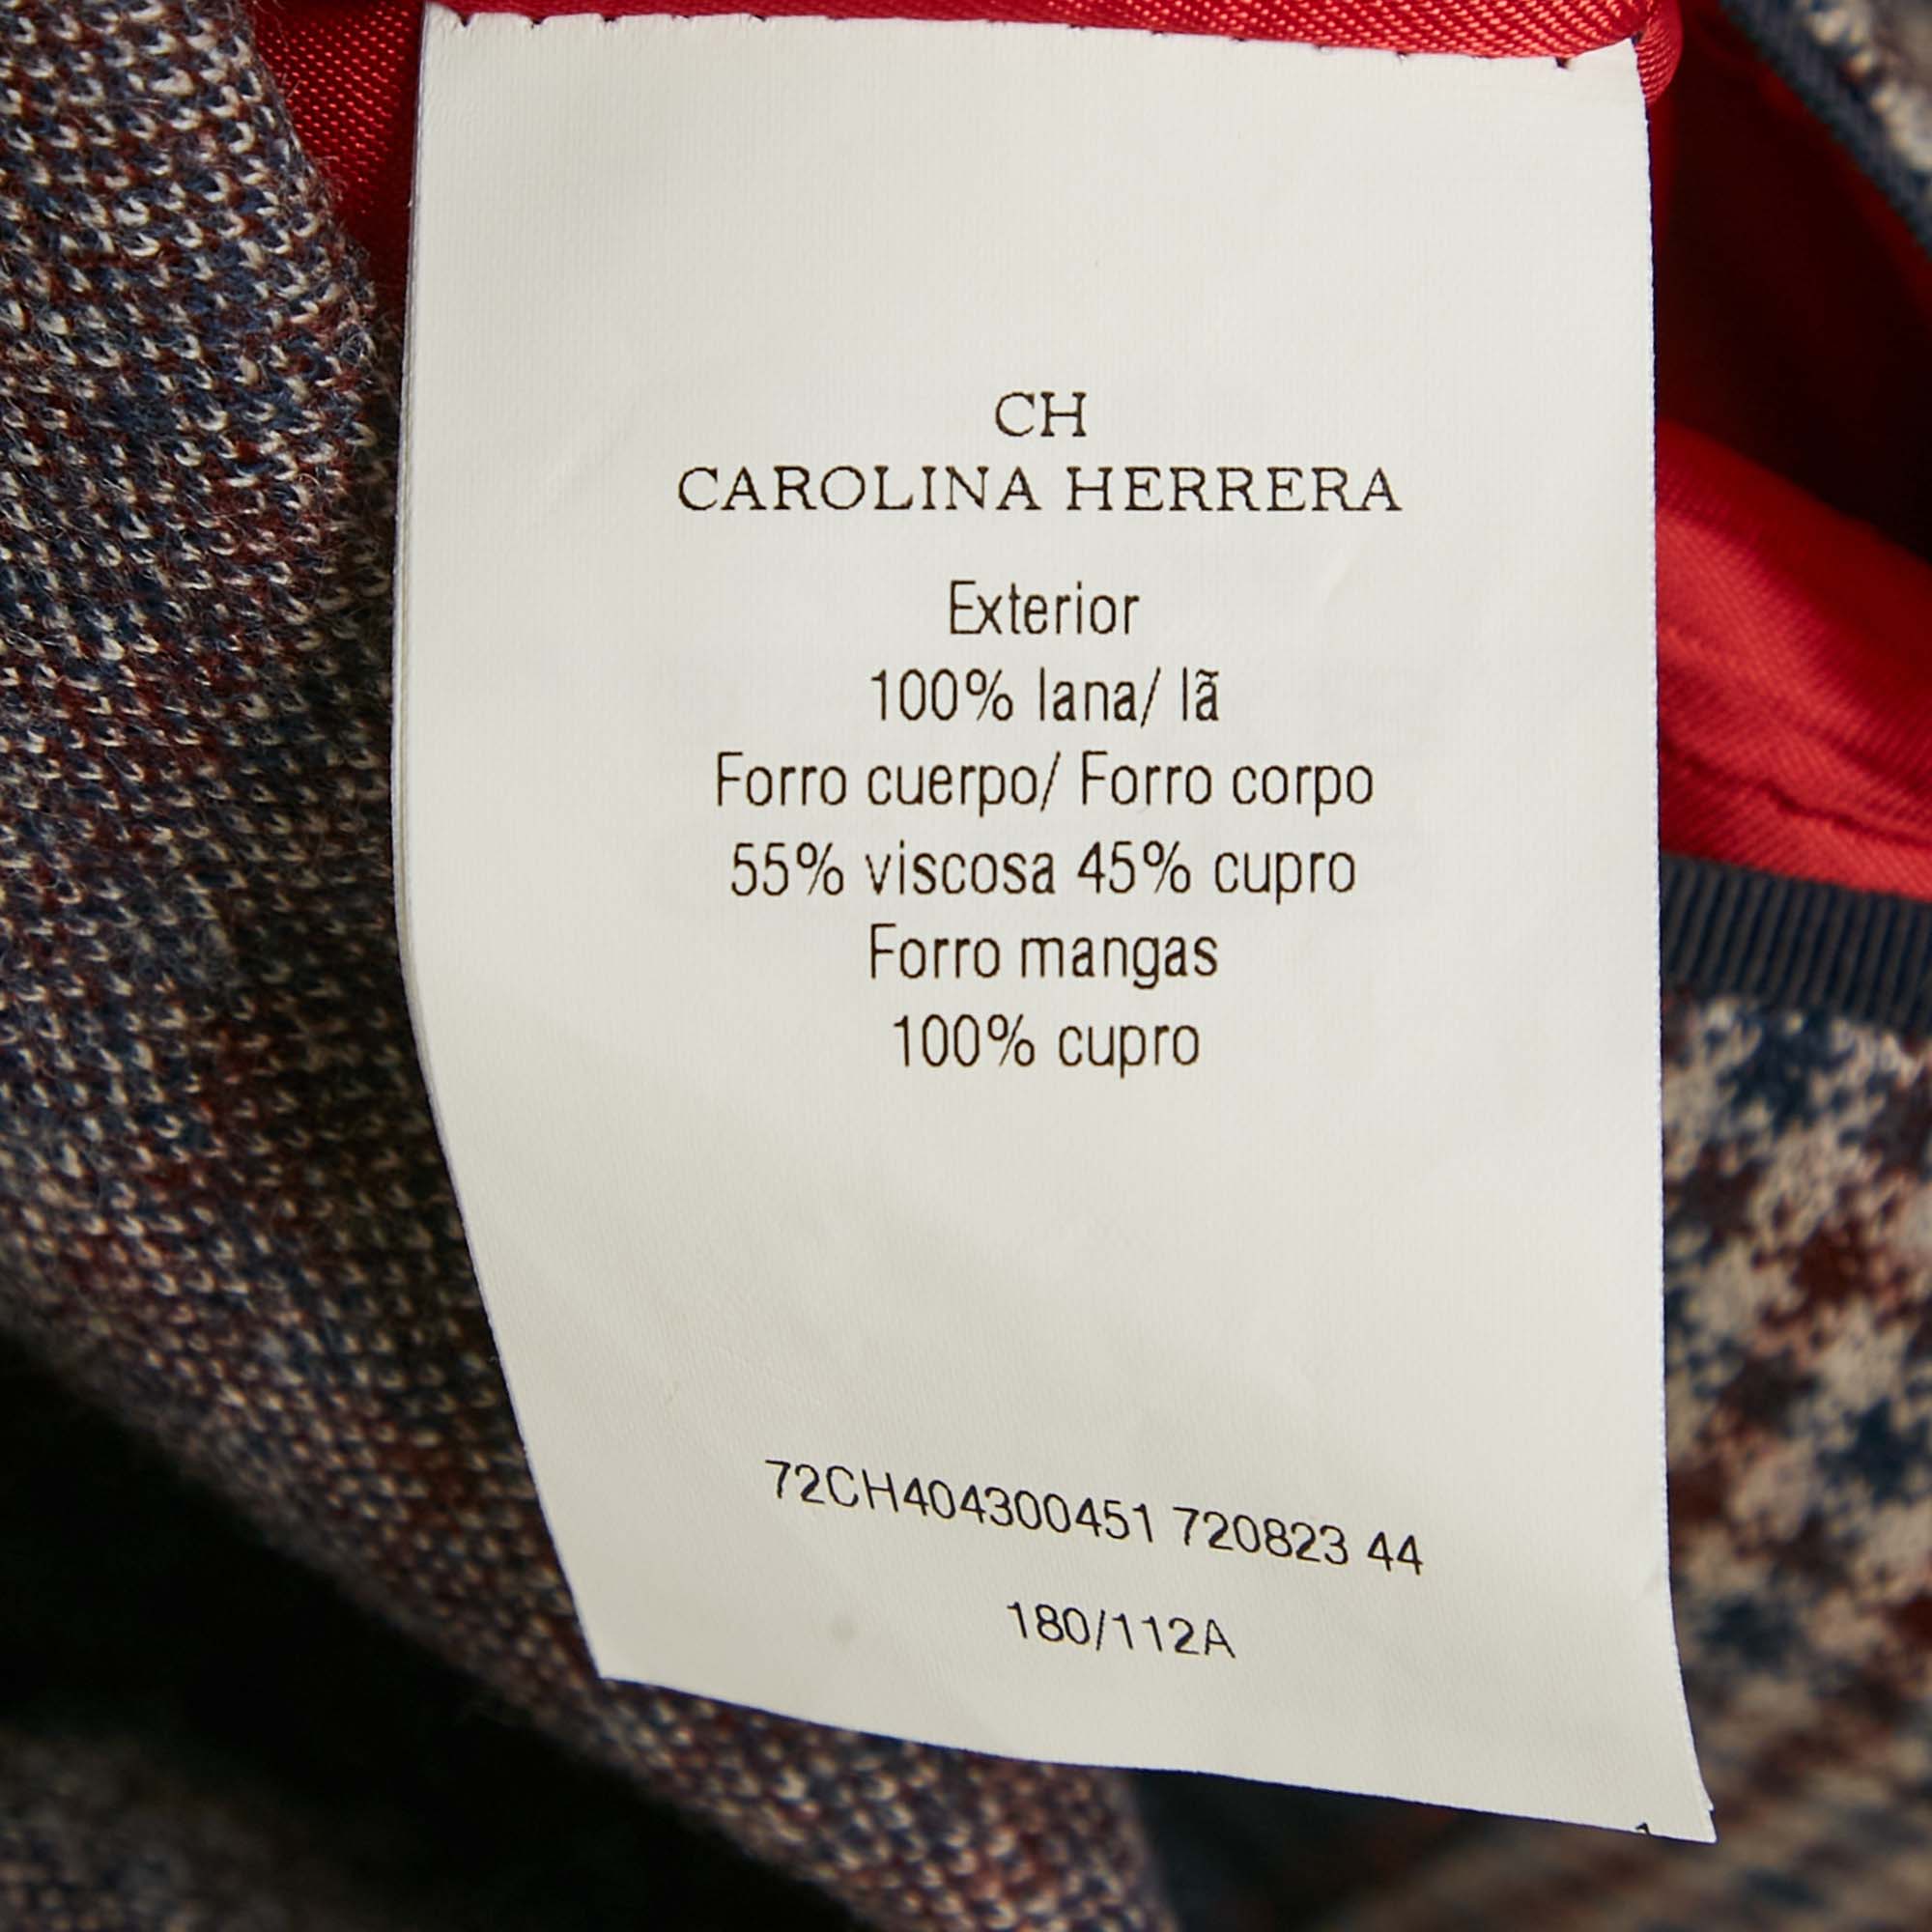 CH
CAROLINA HERRERA
Exterior
100% lana/ lã
Forro cuerpo/ Forro corpo
55% viscosa 45% cupro
Forro mangas
100% cupro
72CH404300451 720823 44
180/112A